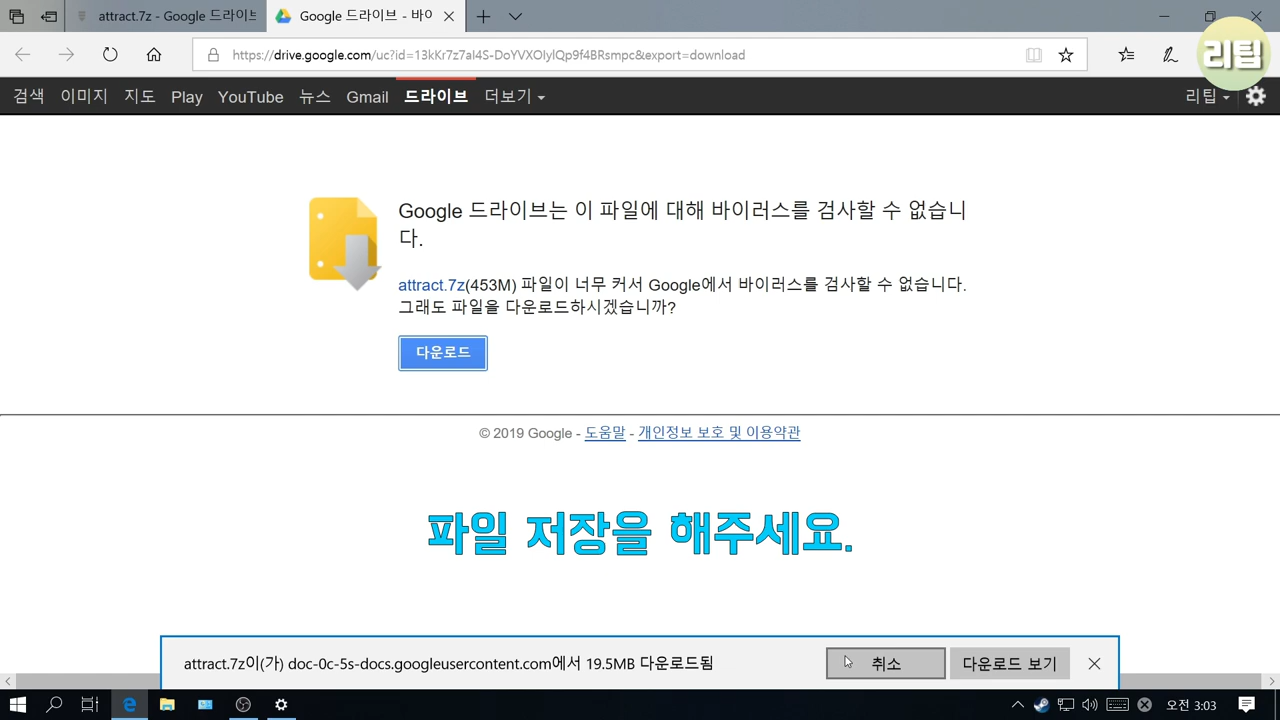 attract.7z - Google 드라이브
Google 드라이브 - 바이
https://drive.google.com/uc?id=13kKr7z7aI4S-DoYVXOIylQp9f4BRsmpc&export=download
리팁
검색 이미지 지도 Play YouTube 뉴스 Gmail 드라이브 더보기
리팁
Google 드라이브는 이 파일에 대해 바이러스를 검사할 수 없습니
다.
attract.7z(453M) 파일이 너무 커서 Google에서 바이러스를 검사할 수 없습니다.
그래도 파일을 다운로드하시겠습니까?
다운로드
© 2019 Google - 도움말 - 개인정보 보호 및 이용약관
파일 저장을 해주세요.
attract.7z이(가) doc-0c-5s-docs.googleusercontent.com에서 19.5MB 다운로드됨
취소
다운로드 보기
오전 3:03